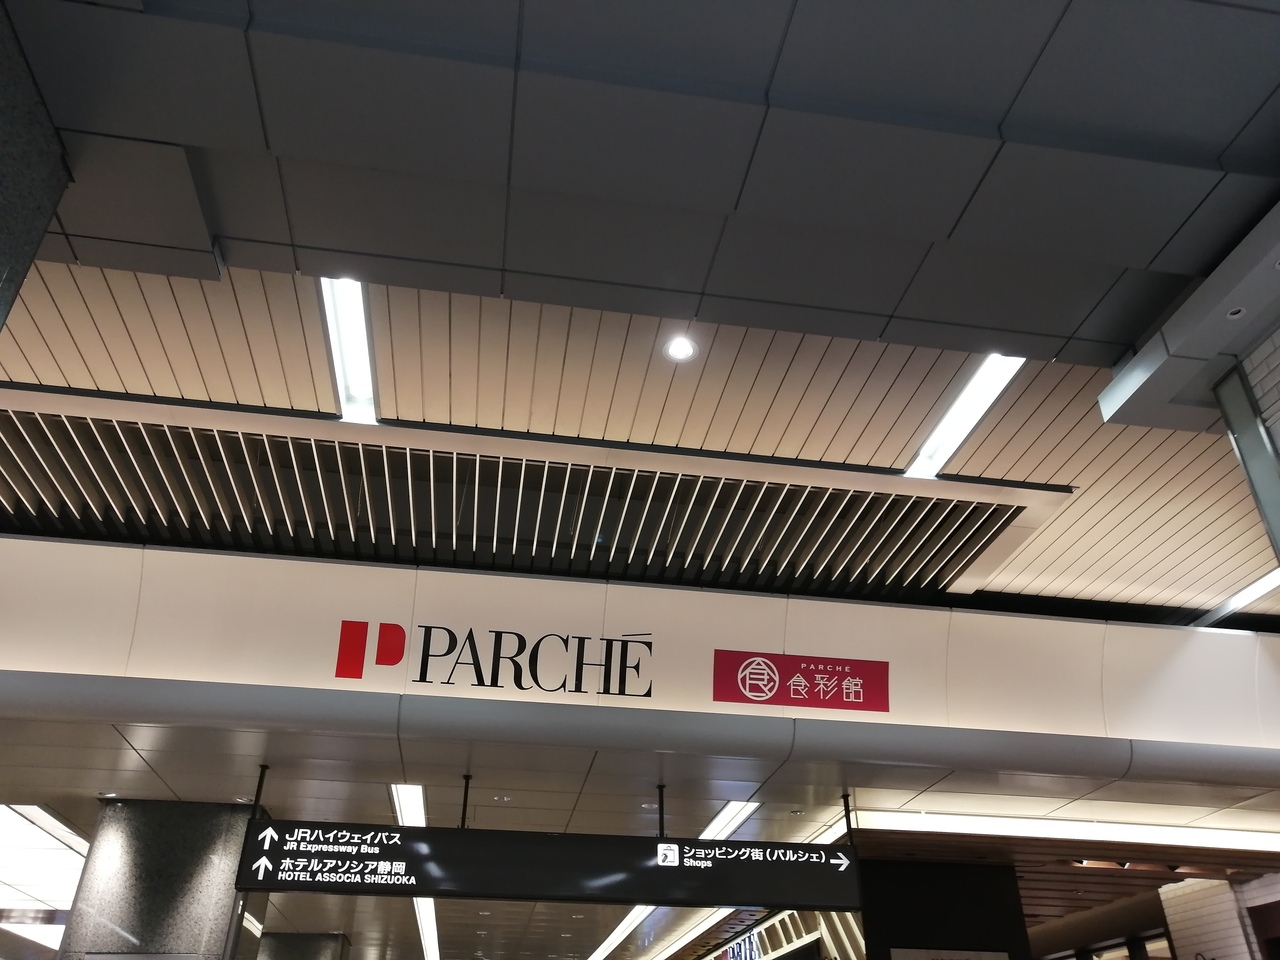 PARCHÉ
PARCHÉ
食 食彩館
↑ JRハイウェイバス
JR Expressway Bus
↑ ホテルアソシア静岡
HOTEL ASSOCIA SHIZUOKA
ショッピング街(パルシェ) →
Shops